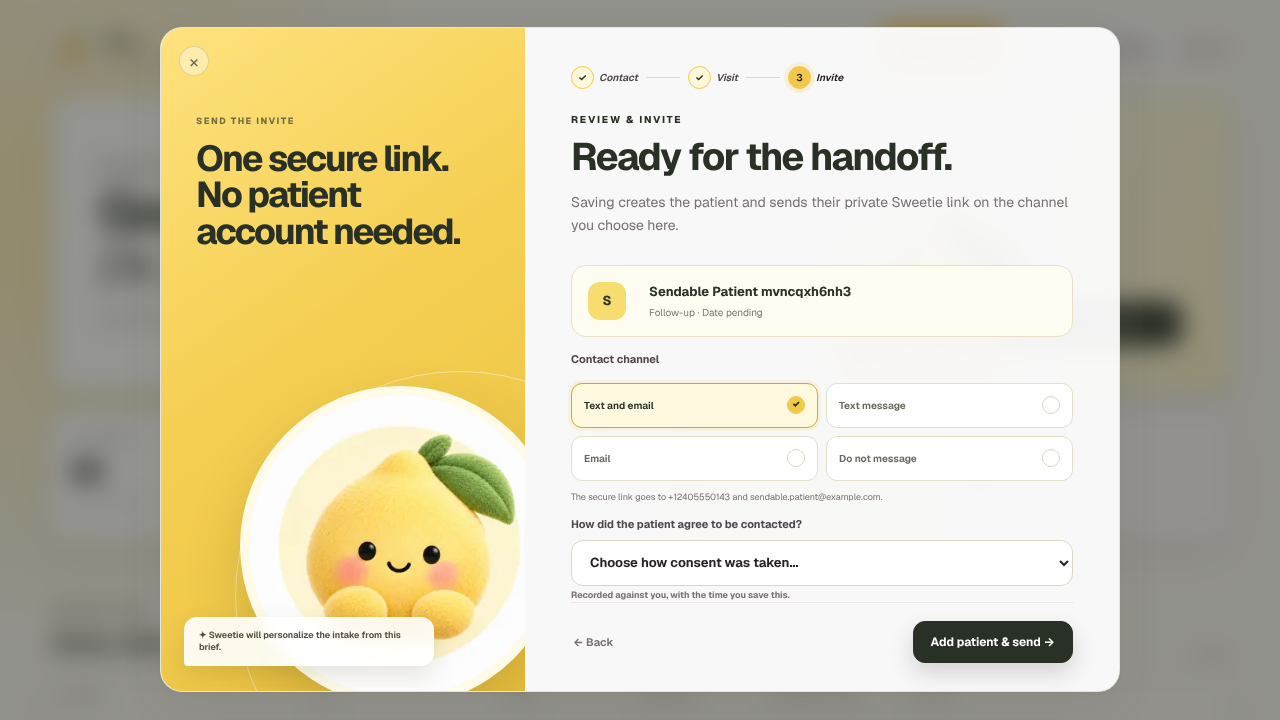 ×
SEND THE INVITE
One secure link.
No patient
account needed.
✦ Sweetie will personalize the intake from this
brief.
✓ Contact ✓ Visit 3 Invite
REVIEW & INVITE
Ready for the handoff.
Saving creates the patient and sends their private Sweetie link on the channel
you choose here.
S
Sendable Patient mvncqxh6nh3
Follow-up · Date pending
Contact channel
Text and email
Text message
Email
Do not message
The secure link goes to +12405550143 and sendable.patient@example.com.
How did the patient agree to be contacted?
Choose how consent was taken...
Recorded against you, with the time you save this.
← Back
Add patient & send →